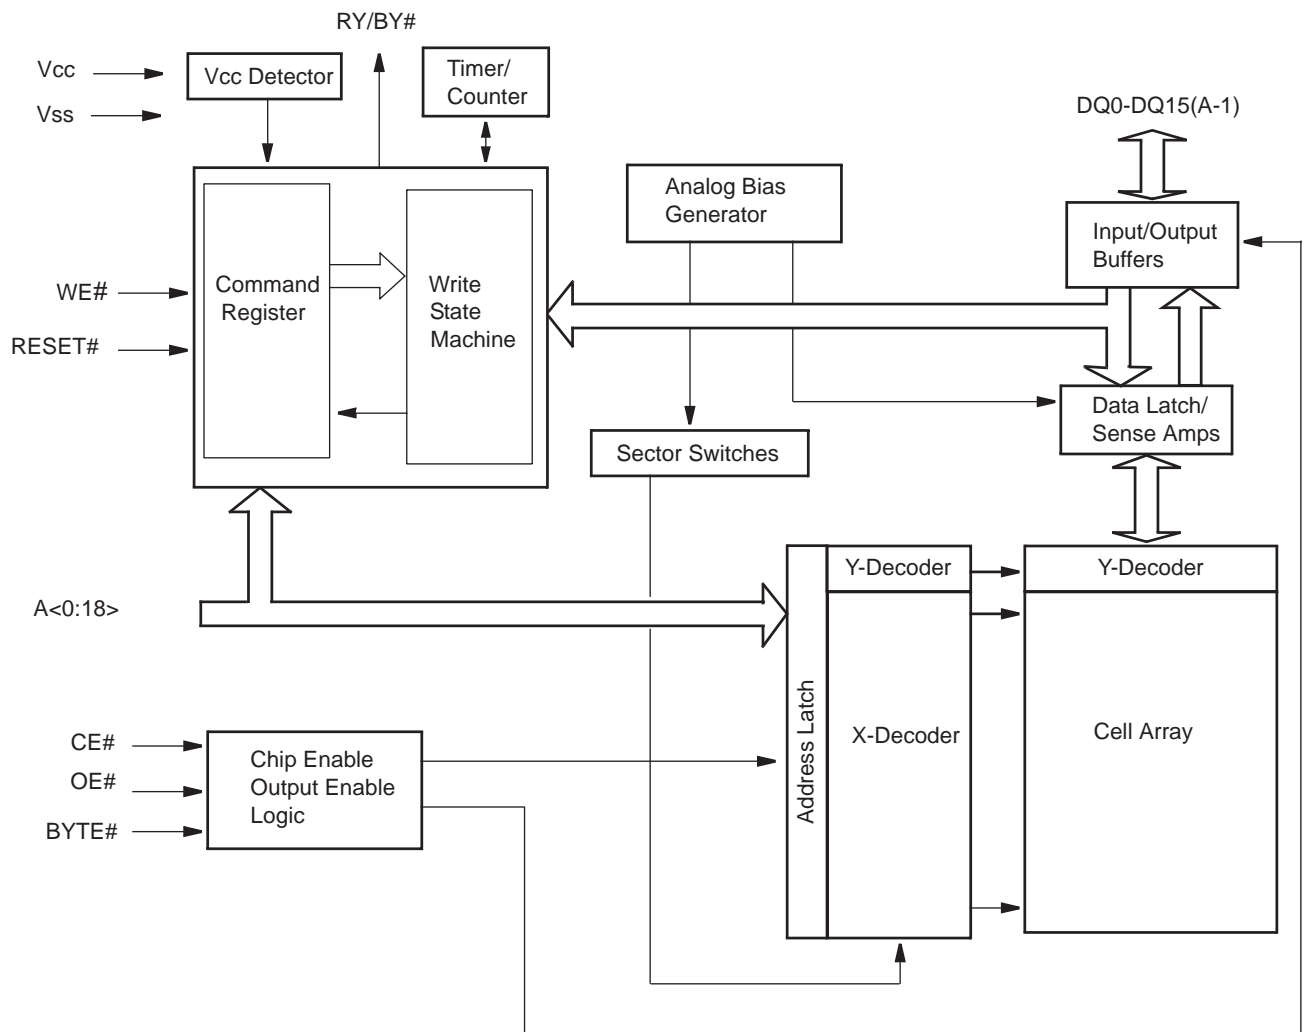 RY/BY#
Vcc
Vss
Vcc Detector
Timer/
Counter
DQ0-DQ15(A-1)
Analog Bias
Generator
Input/Output
Buffers
WE#
RESET#
Command
Register
Write
State
Machine
Data Latch/
Sense Amps
Sector Switches
A<0:18>
Y-Decoder
Y-Decoder
Address Latch
X-Decoder
Cell Array
CE#
OE#
BYTE#
Chip Enable
Output Enable
Logic